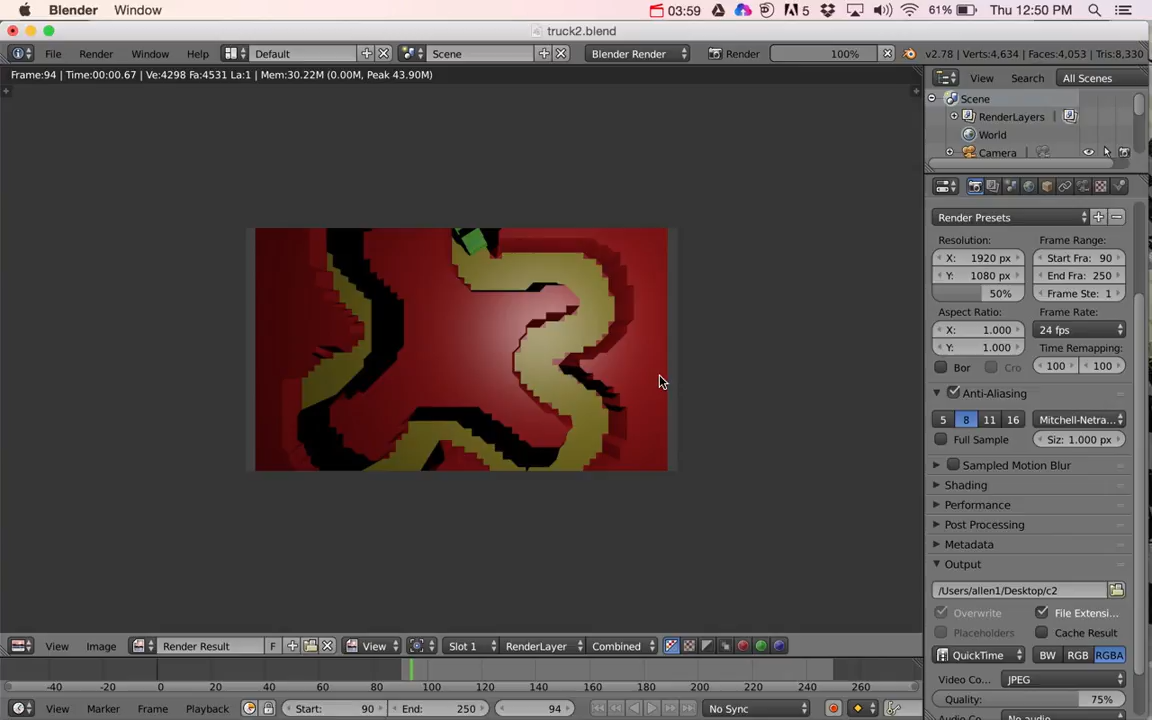 Blender Window 03:59 5 61% Thu 12:50 PM
truck2.blend
File Render Window Help Default Scene Blender Render Render 100% v2.78 | Verts:4,634 | Faces:4,053 | Tris:8,330
Frame:94 | Time:00:00.67 | Ve:4298 Fa:4531 La:1 | Mem:30.22M (0.00M, Peak 43.90M)
View Search All Scenes
Scene
RenderLayers
World
Camera
Render Presets
Resolution: Frame Range:
X: 1920 px Start Fra: 90
Y: 1080 px End Fra: 250
50% Frame Ste: 1
Aspect Ratio: Frame Rate:
X: 1.000 24 fps
Y: 1.000 Time Remapping:
Bor Cro 100 100
Anti-Aliasing
5 8 11 16 Mitchell-Netra...
Full Sample Siz: 1.000 px
Sampled Motion Blur
Shading
Performance
Post Processing
Metadata
Output
/Users/allen1/Desktop/c2
Overwrite File Extensi...
Placeholders Cache Result
QuickTime BW RGB RGBA
Video Co... JPEG
Quality: 75%
View Image Render Result F View Slot 1 RenderLayer Combined
-40 -20 0 20 40 60 80 100 120 140 160 180 200 220 240 260
View Marker Frame Playback Start: 90 End: 250 94 No Sync